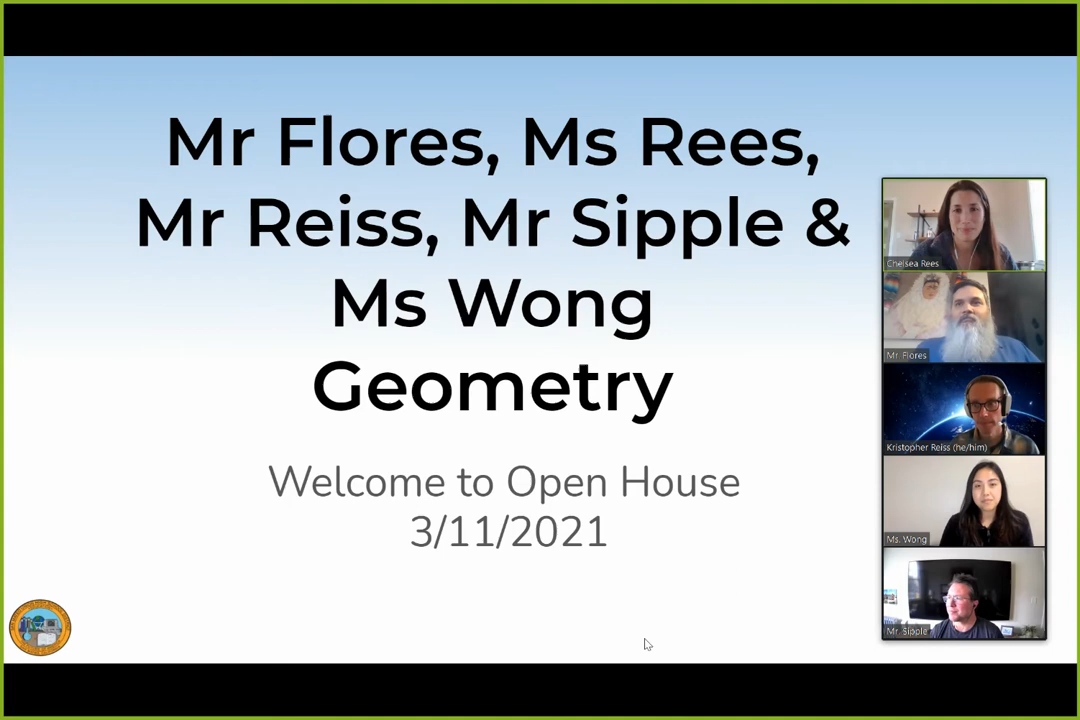 Mr Flores, Ms Rees,
Mr Reiss, Mr Sipple &
Ms Wong
Geometry
Welcome to Open House
3/11/2021
Chelsea Rees
Mr. Flores
Kristopher Reiss (he/him)
Ms. Wong
Mr. Sipple